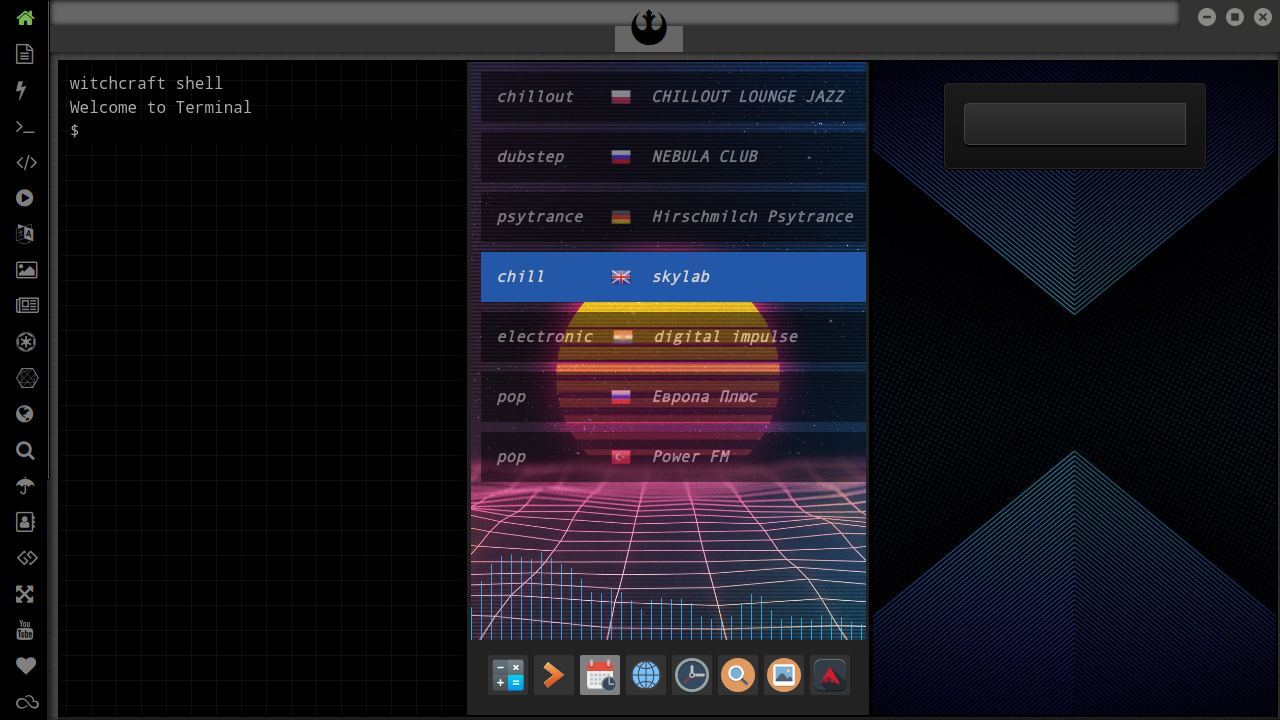 witchcraft shell
Welcome to Terminal
$
chillout CHILLOUT LOUNGE JAZZ
dubstep NEBULA CLUB
psytrance Hirschmilch Psytrance
chill skylab
electronic digital impulse
pop Европа Плюс
pop Power FM
You
Tube